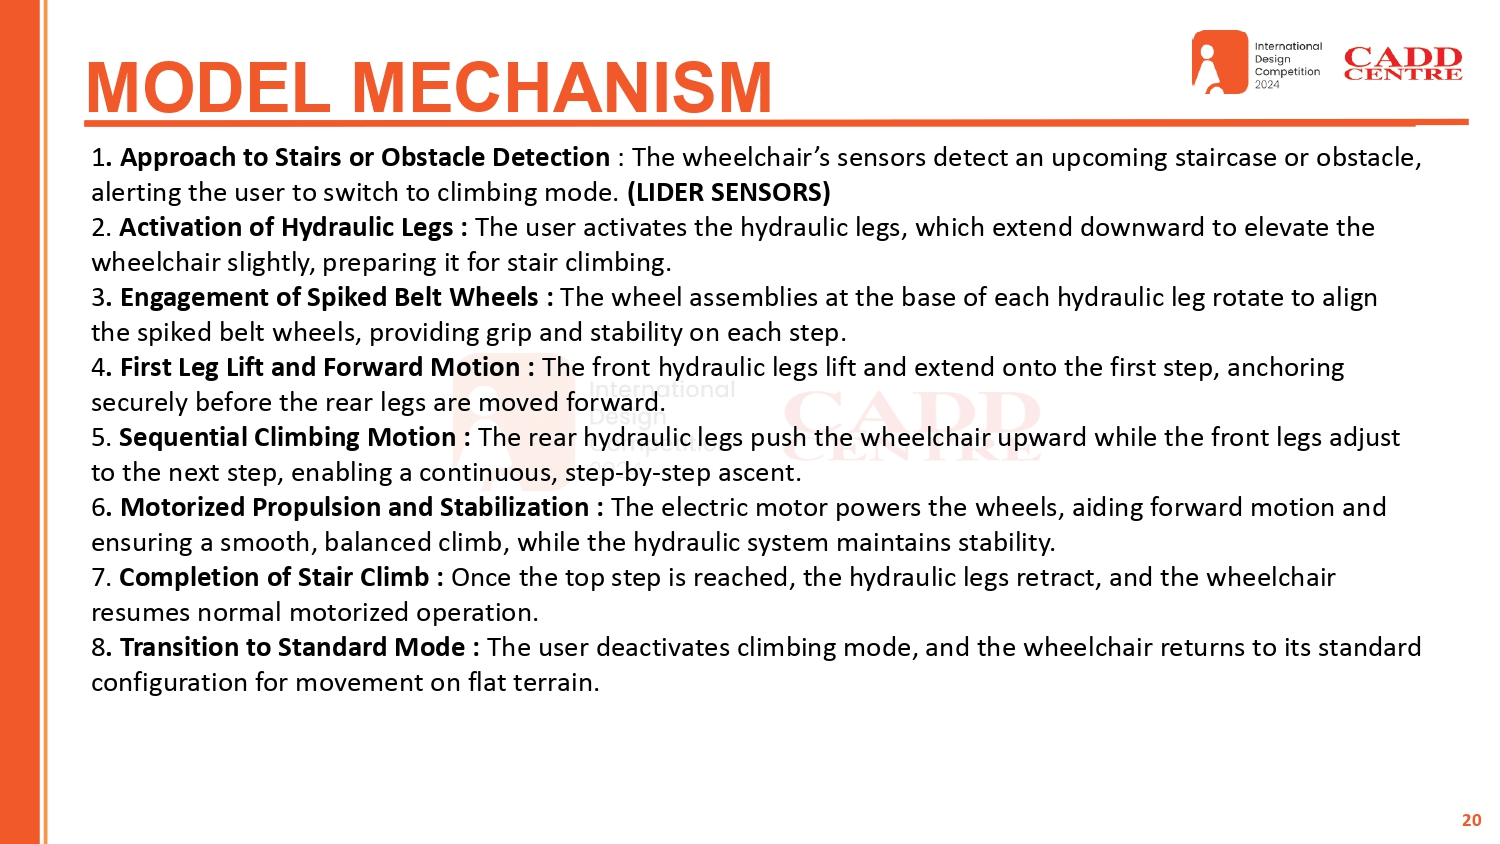 MODEL MECHANISM
International
Design
Competition
2024
CADD
CENTRE
1. Approach to Stairs or Obstacle Detection : The wheelchair’s sensors detect an upcoming staircase or obstacle,
alerting the user to switch to climbing mode. (LIDER SENSORS)
2. Activation of Hydraulic Legs : The user activates the hydraulic legs, which extend downward to elevate the
wheelchair slightly, preparing it for stair climbing.
3. Engagement of Spiked Belt Wheels : The wheel assemblies at the base of each hydraulic leg rotate to align
the spiked belt wheels, providing grip and stability on each step.
4. First Leg Lift and Forward Motion : The front hydraulic legs lift and extend onto the first step, anchoring
securely before the rear legs are moved forward.
5. Sequential Climbing Motion : The rear hydraulic legs push the wheelchair upward while the front legs adjust
to the next step, enabling a continuous, step-by-step ascent.
6. Motorized Propulsion and Stabilization : The electric motor powers the wheels, aiding forward motion and
ensuring a smooth, balanced climb, while the hydraulic system maintains stability.
7. Completion of Stair Climb : Once the top step is reached, the hydraulic legs retract, and the wheelchair
resumes normal motorized operation.
8. Transition to Standard Mode : The user deactivates climbing mode, and the wheelchair returns to its standard
configuration for movement on flat terrain.
International
Design
Competition
2024
CADD
CENTRE
20